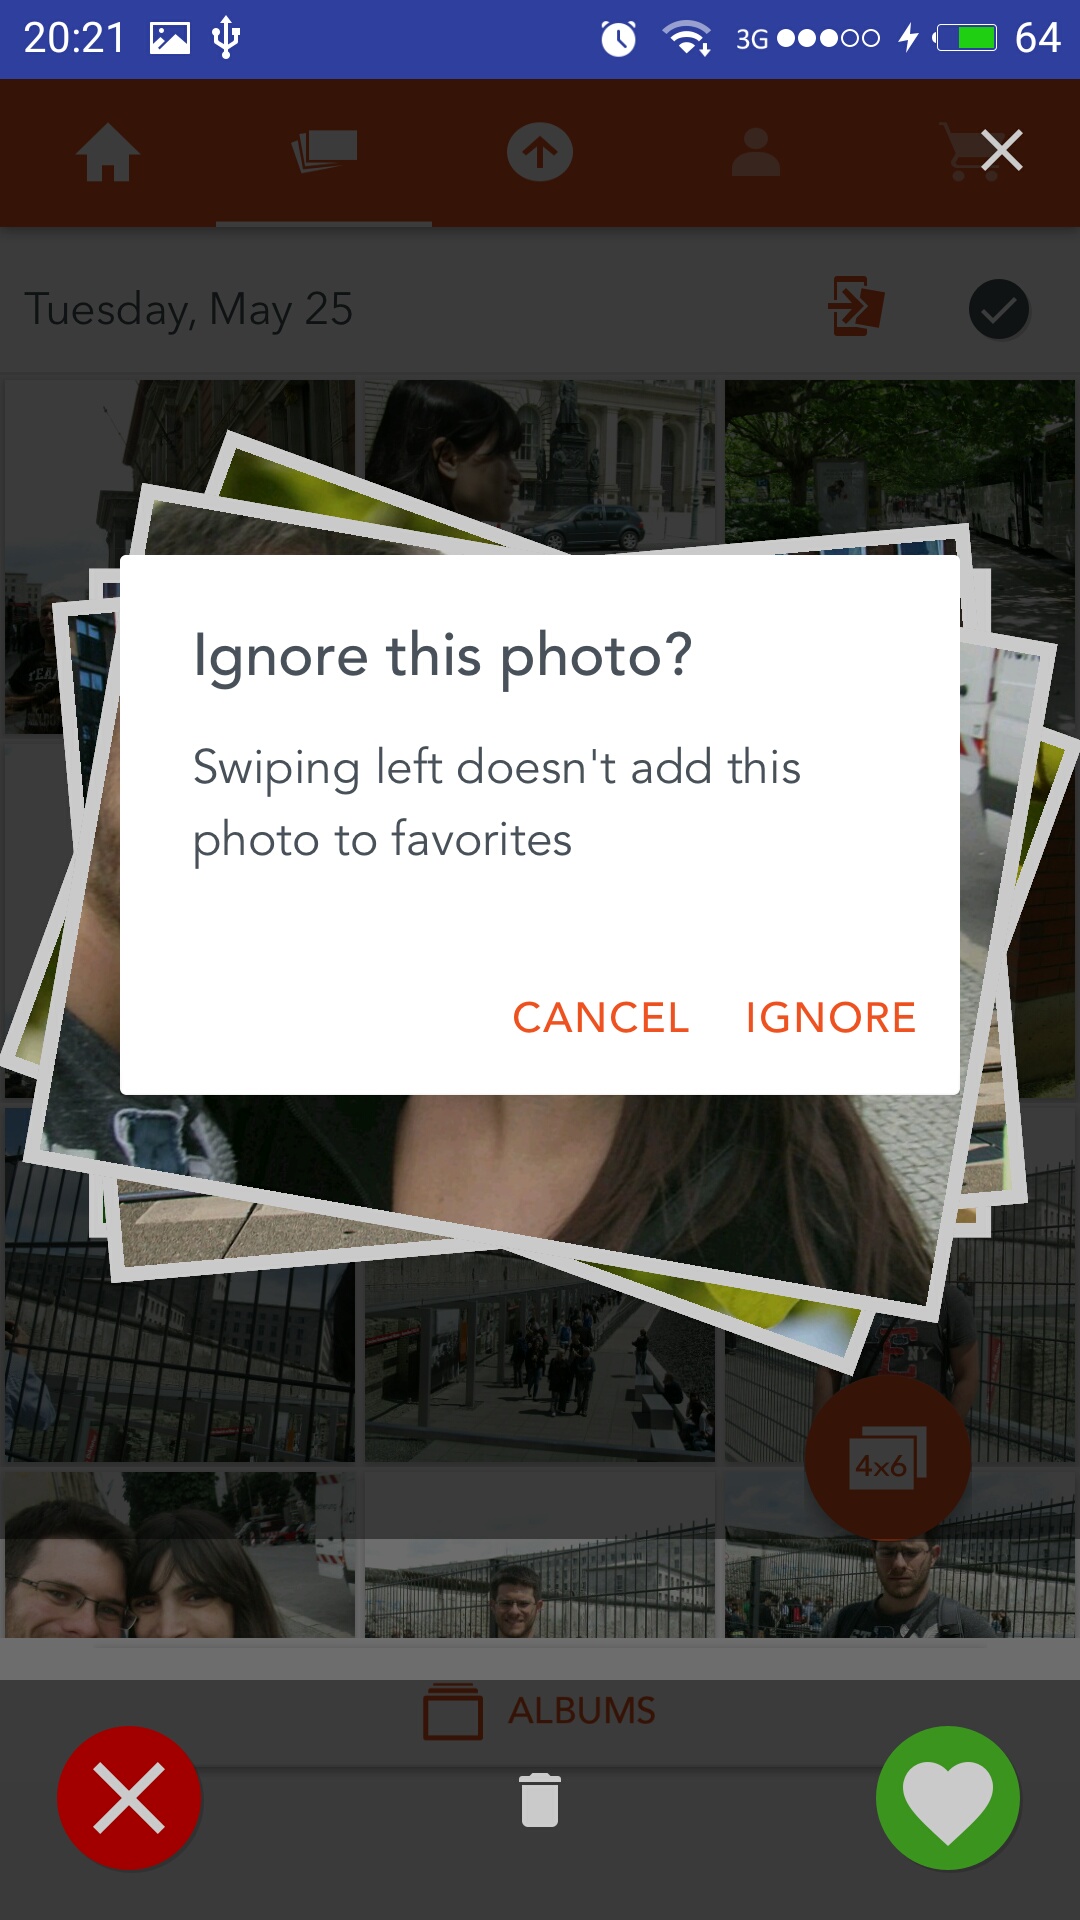 20:21
3G
64
Tuesday, May 25
Ignore this photo?
Swiping left doesn't add this
photo to favorites
CANCEL IGNORE
NY
4x6
ALBUMS